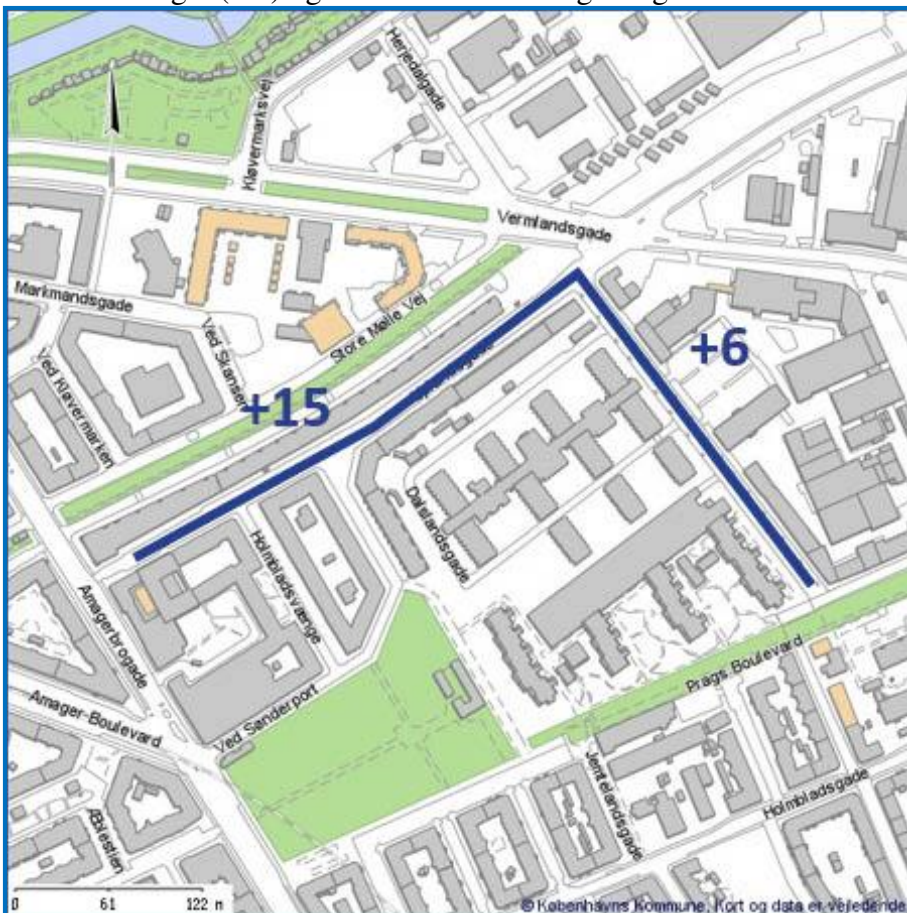 Herjedalgade
Kløvermarksvej
Vermlandsgade
Markmandsgade
Store Mølle Vej
Ved Skansen
Ved Kløvermarken
+6
+15
Dalslandsgade
Holmbladsvænge
Amagerbrogade
Prags Boulevard
Amager-Boulevard
Ved Sønderport
Jemtelandsgade
Holmbladsgade
Æblestien
0 61 122 m
© Københavns Kommune. Kort og data er vejledende